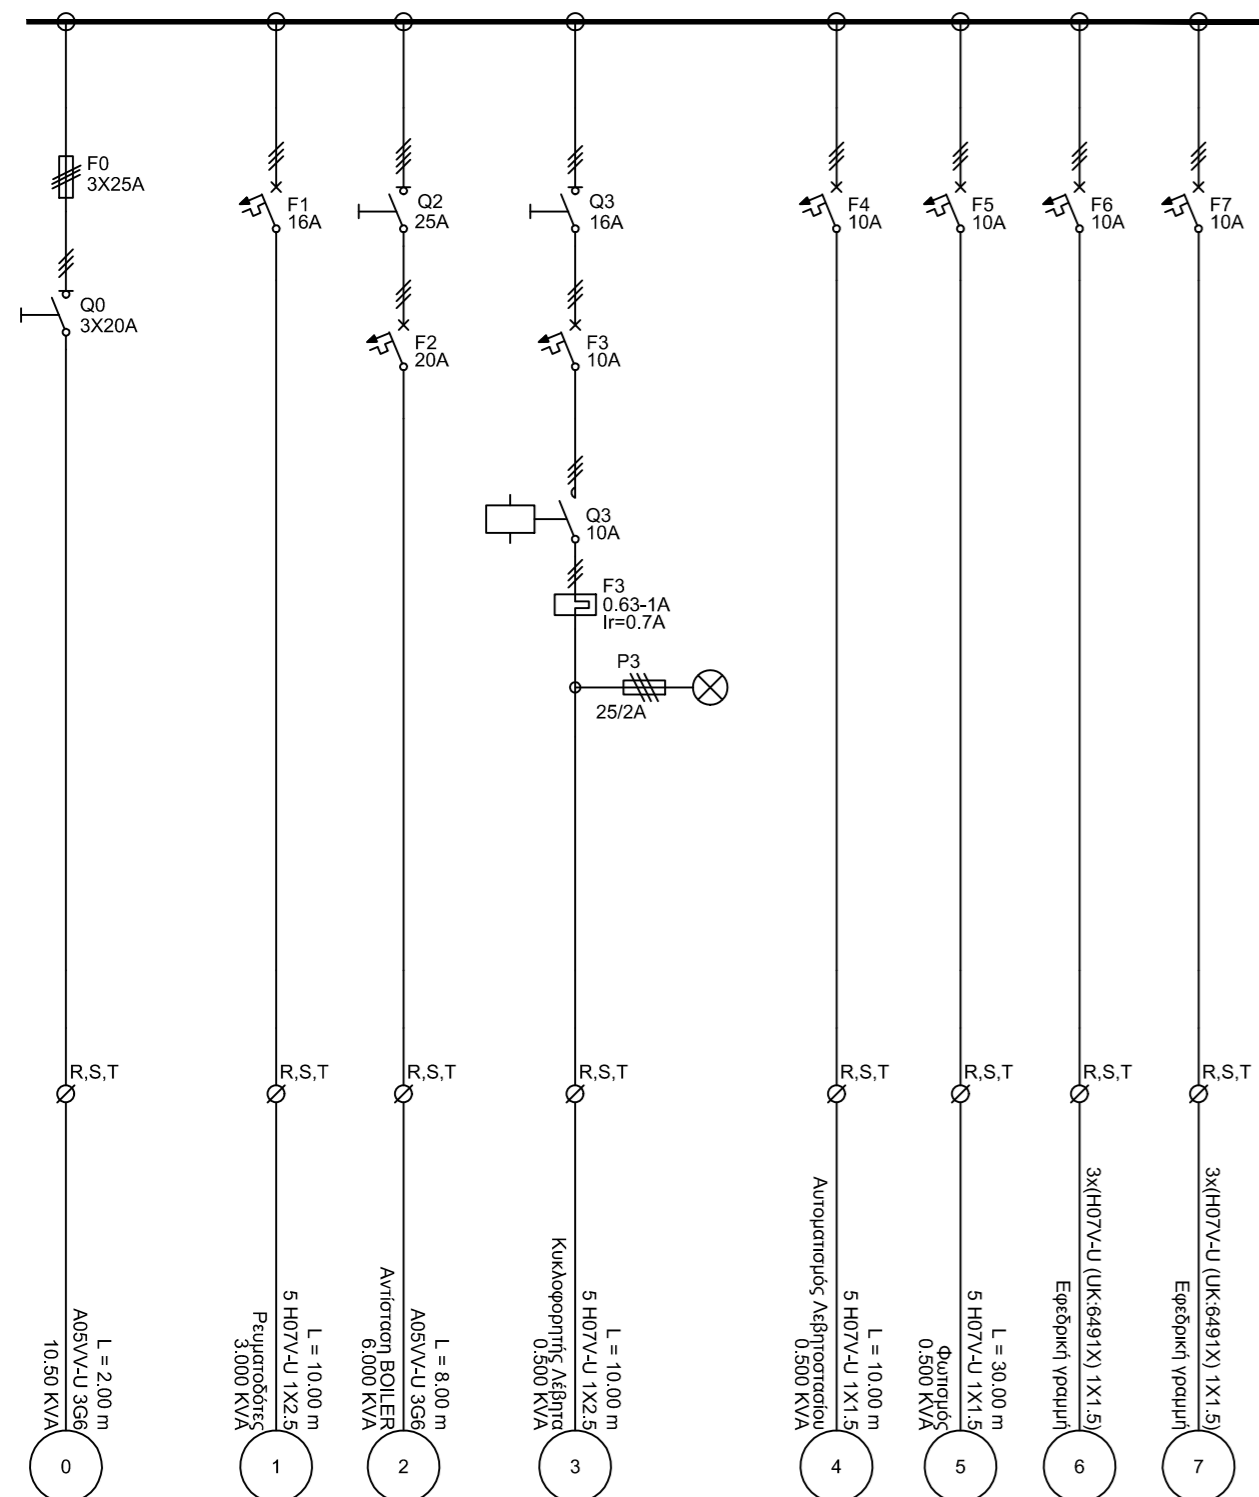 F0
3X25A
Q0
3X20A
F1
16A
Q2
25A
F2
20A
Q3
16A
F3
10A
Q3
10A
F3
0.63-1A
Ir=0.7A
P3
25/2A
F4
10A
F5
10A
F6
10A
F7
10A
R,S,T
R,S,T
R,S,T
R,S,T
R,S,T
R,S,T
R,S,T
R,S,T
L = 2.00 m
A05VV-U 3G6
10.50 KVA
L = 10.00 m
5 H07V-U 1X2.5
Ρευματοδότες
3.000 KVA
L = 8.00 m
A05VV-U 3G6
Αντίσταση BOILER
6.000 KVA
L = 10.00 m
5 H07V-U 1X2.5
Κυκλοφορητής Λέβητα
0.500 KVA
L = 10.00 m
5 H07V-U 1X1.5
Αυτοματισμός Λεβητοστασίου
0.500 KVA
L = 30.00 m
5 H07V-U 1X1.5
Φωτισμός
0.500 KVA
3x(H07V-U (UK:6491X) 1X1.5)
Εφεδρική γραμμή
3x(H07V-U (UK:6491X) 1X1.5)
Εφεδρική γραμμή
0
1
2
3
4
5
6
7